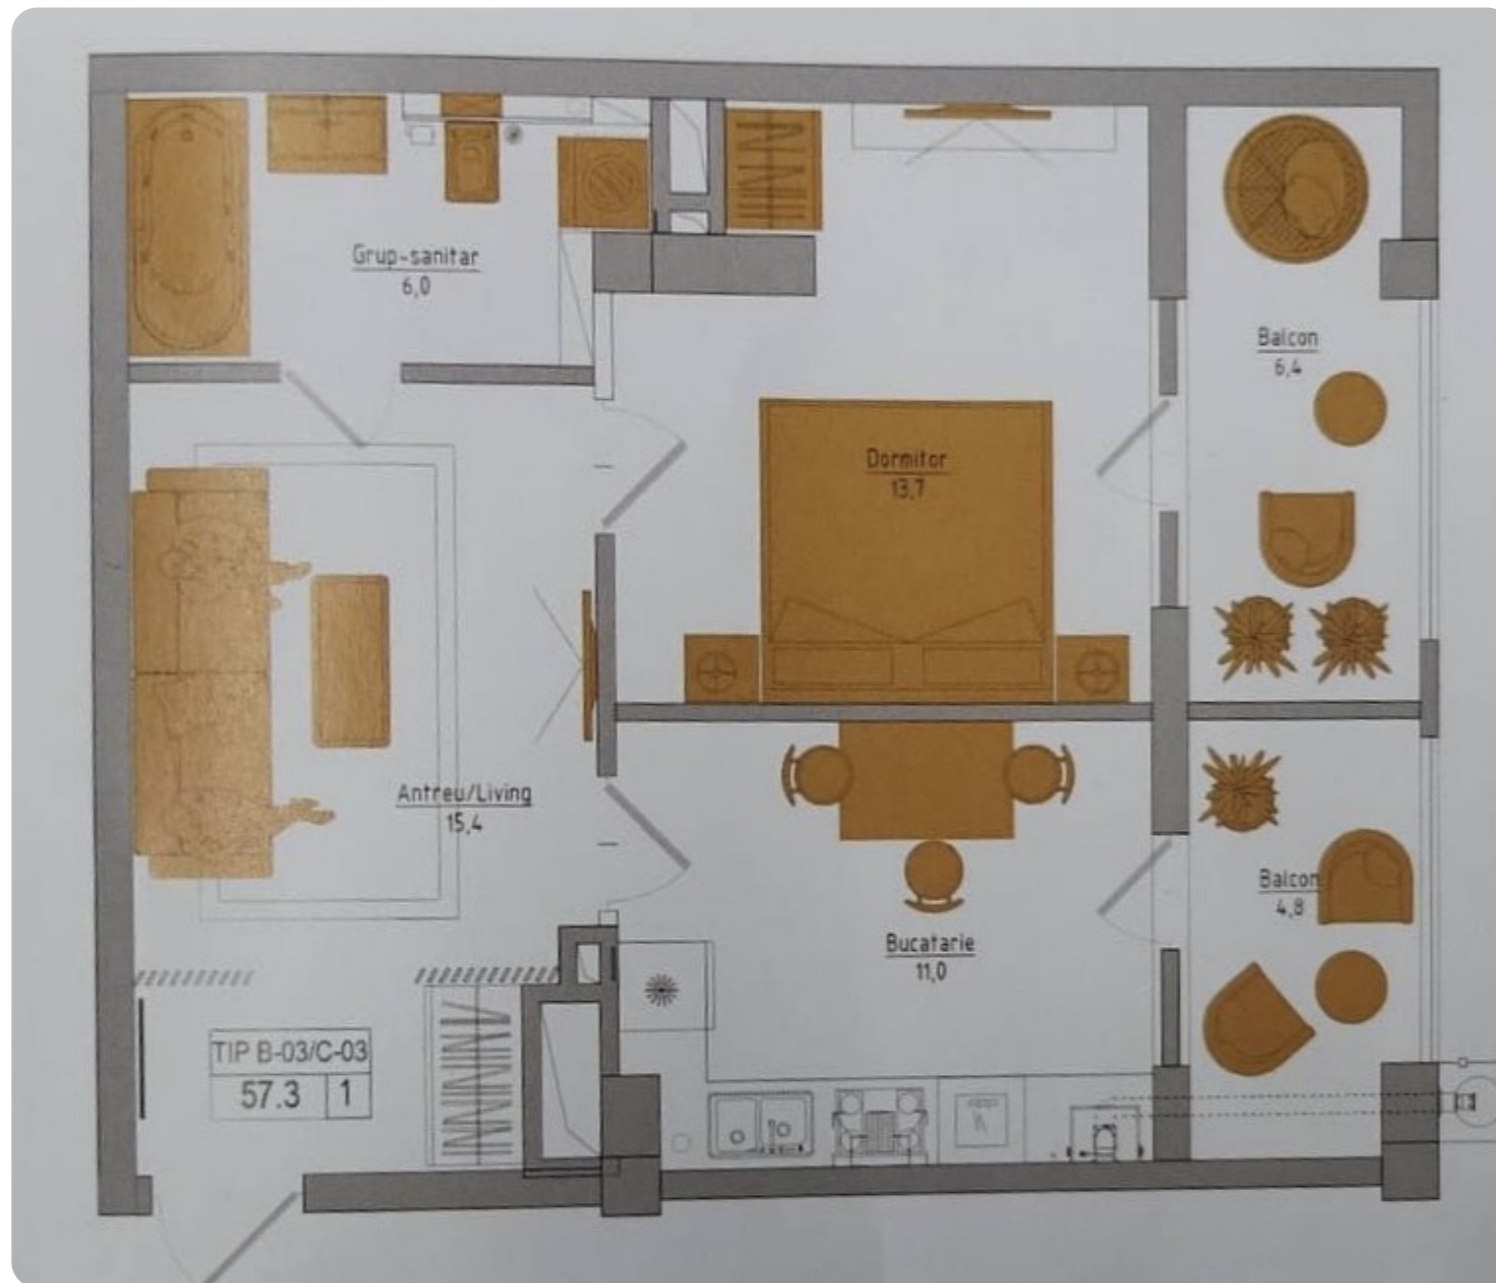 Grup-sanitar
6,0
Balcon
6,4
Dormitor
13,7
Antreu/Living
15,4
Balcon
4,8
Bucatarie
11,0
TIP B-03/C-03
57.3 1